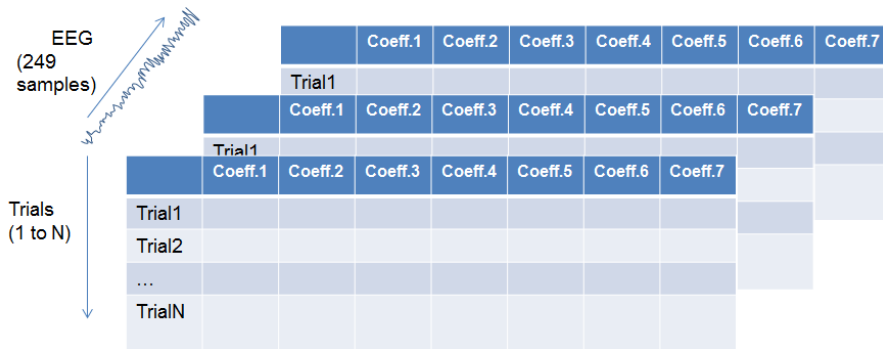 EEG
(249
samples)
Coeff.1 Coeff.2 Coeff.3 Coeff.4 Coeff.5 Coeff.6 Coeff.7
Trial1
Coeff.1 Coeff.2 Coeff.3 Coeff.4 Coeff.5 Coeff.6 Coeff.7
Trial1
Coeff.1 Coeff.2 Coeff.3 Coeff.4 Coeff.5 Coeff.6 Coeff.7
Trials
(1 to N)
Trial1
Trial2
...
TrialN